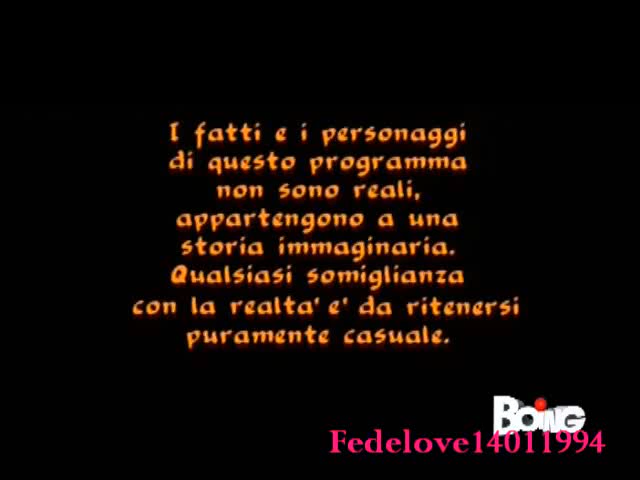 I fatti e i personaggi
di questo programma
non sono reali,
appartengono a una
storia immaginaria.
Qualsiasi somiglianza
con la realta' e' da ritenersi
puramente casuale.
BOING
Fedelove14011994